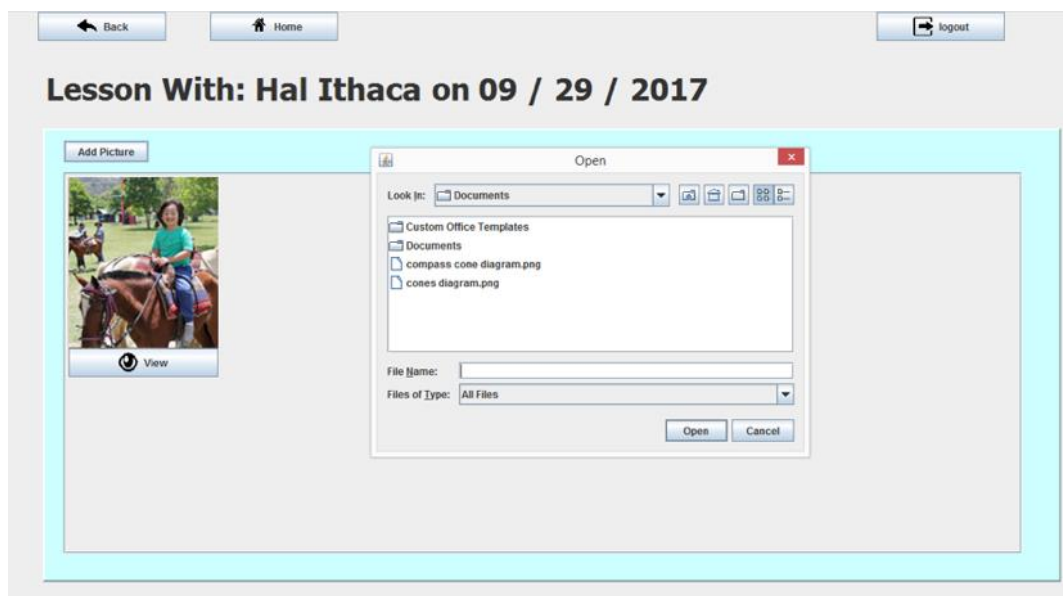 Back Home logout
Lesson With: Hal Ithaca on 09 / 29 / 2017
Add Picture
Open
Look In: Documents
Custom Office Templates
Documents
compass cone diagram.png
cones diagram.png
View
File Name:
Files of Type: All Files
Open Cancel